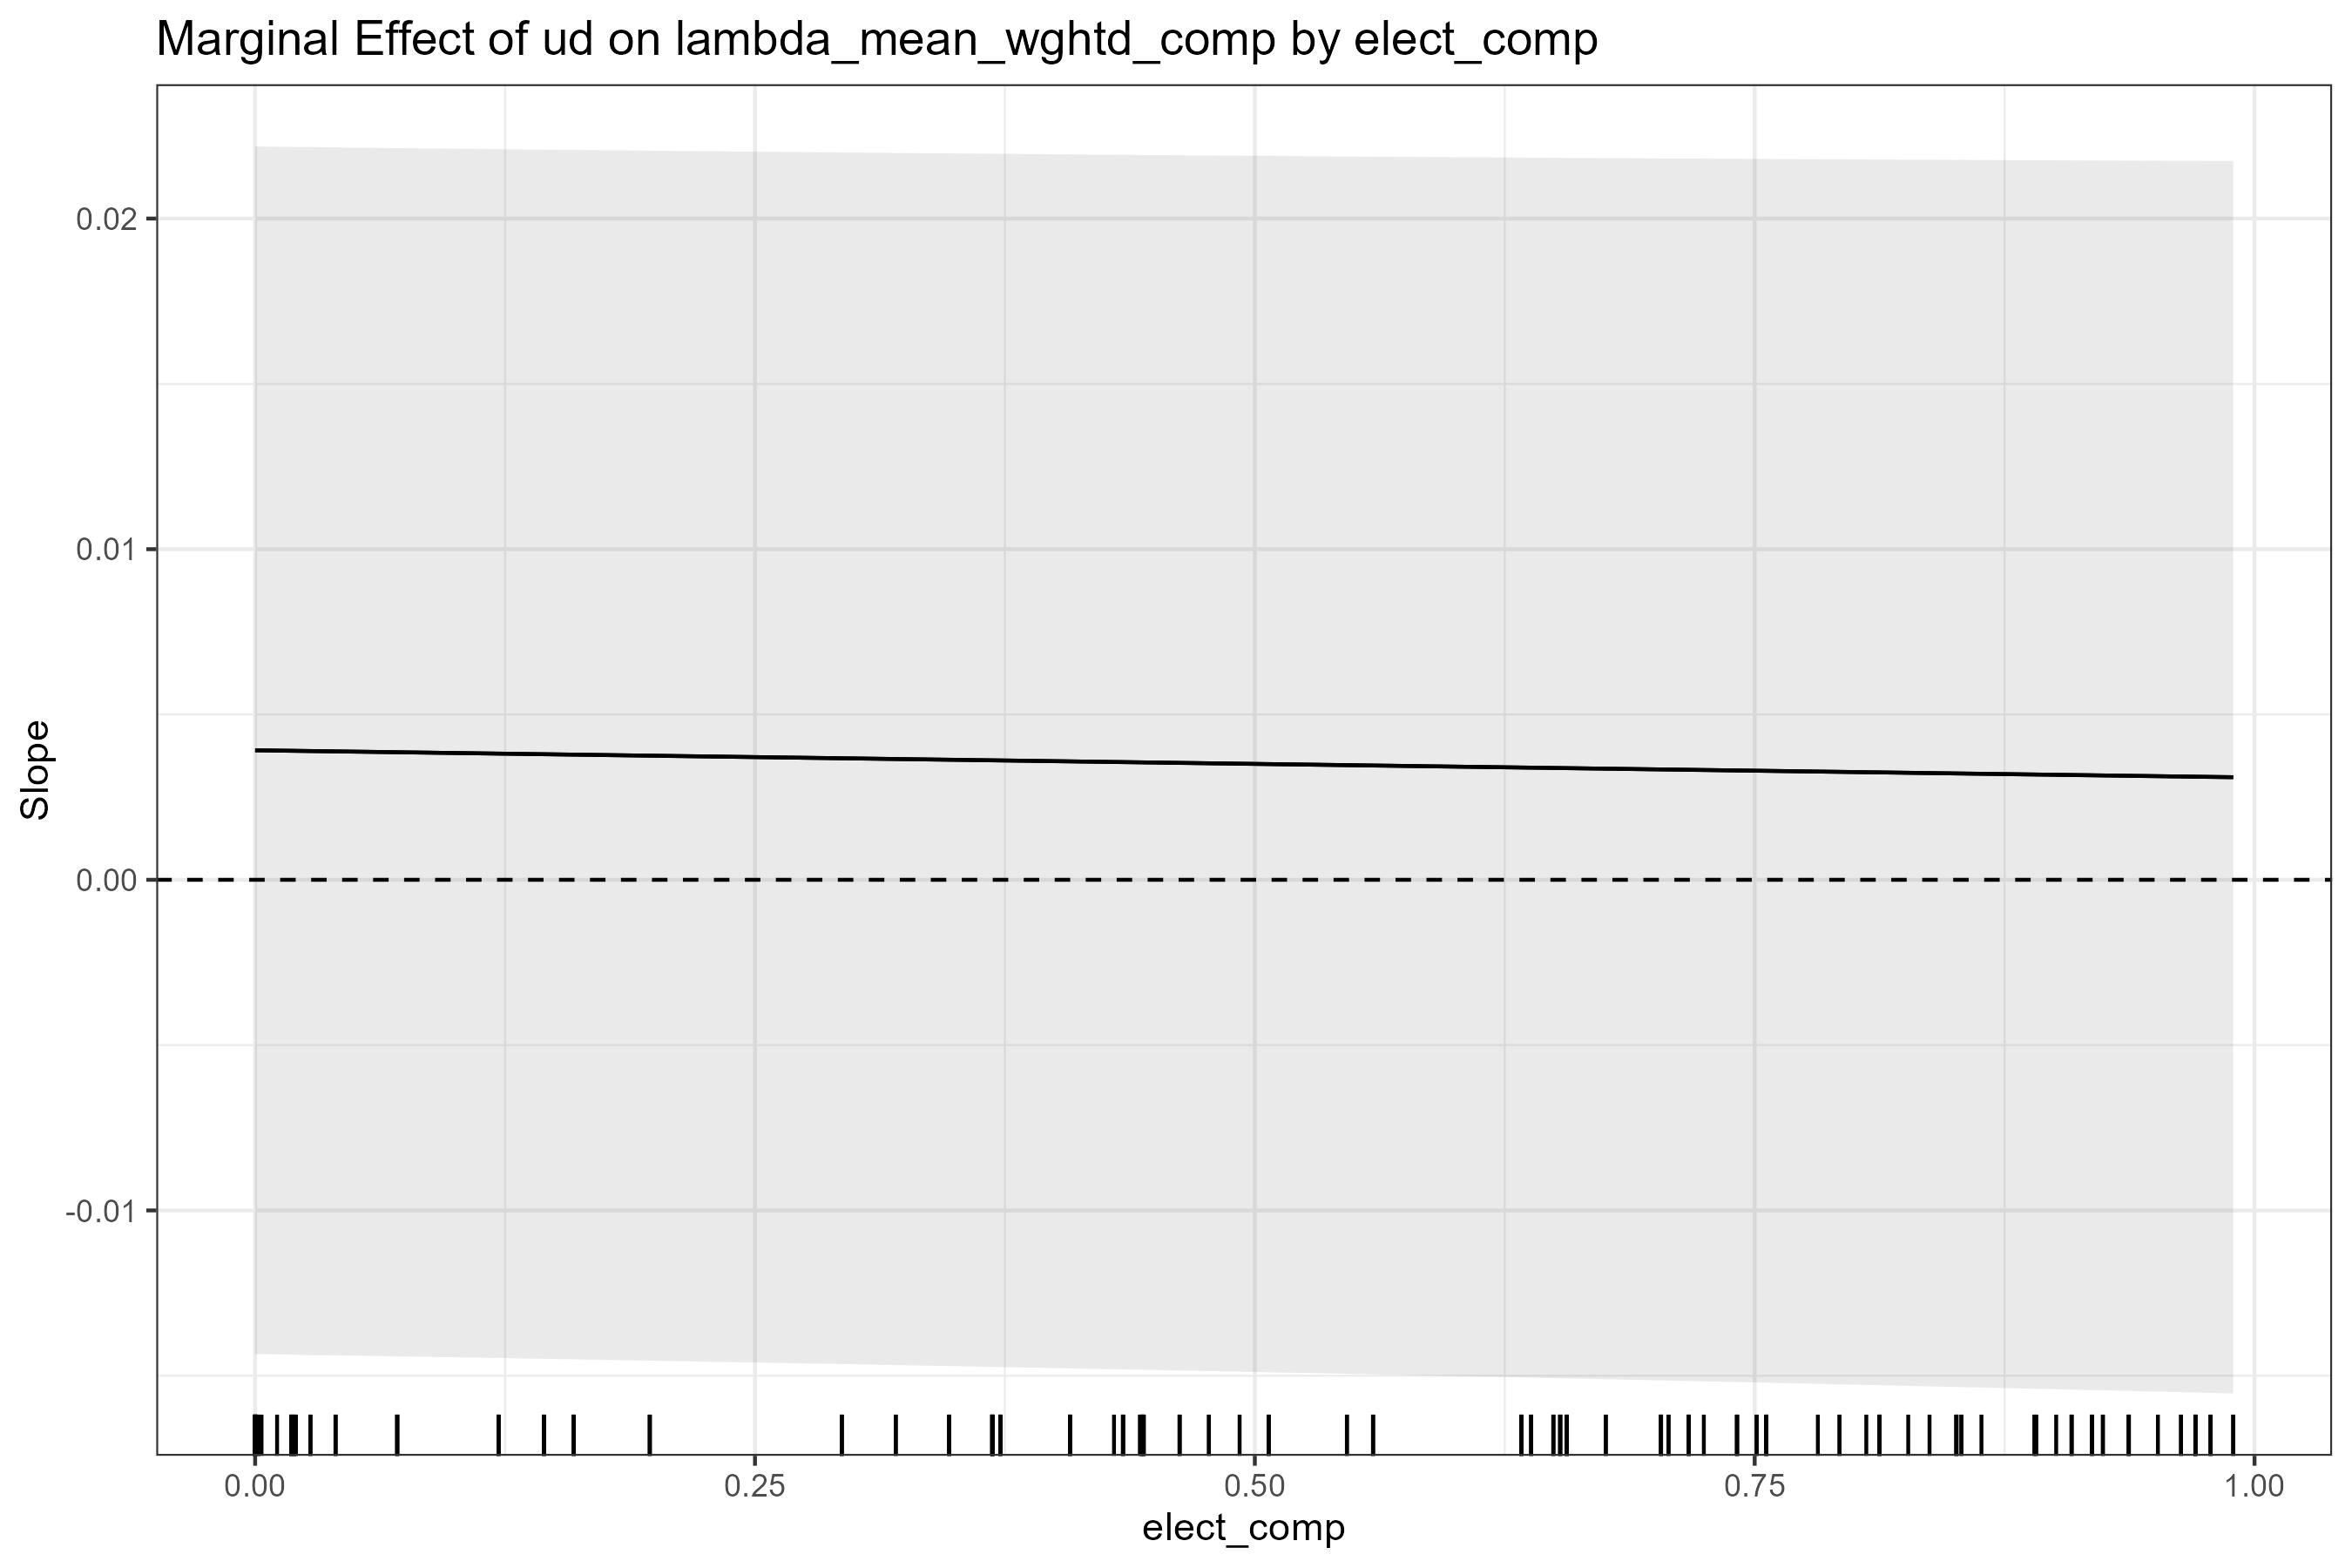 Marginal Effect of ud on lambda_mean_wghtd_comp by elect_comp
0.02
0.01
Slope
0.00
-0.01
0.00 0.25 0.50 0.75 1.00
elect_comp